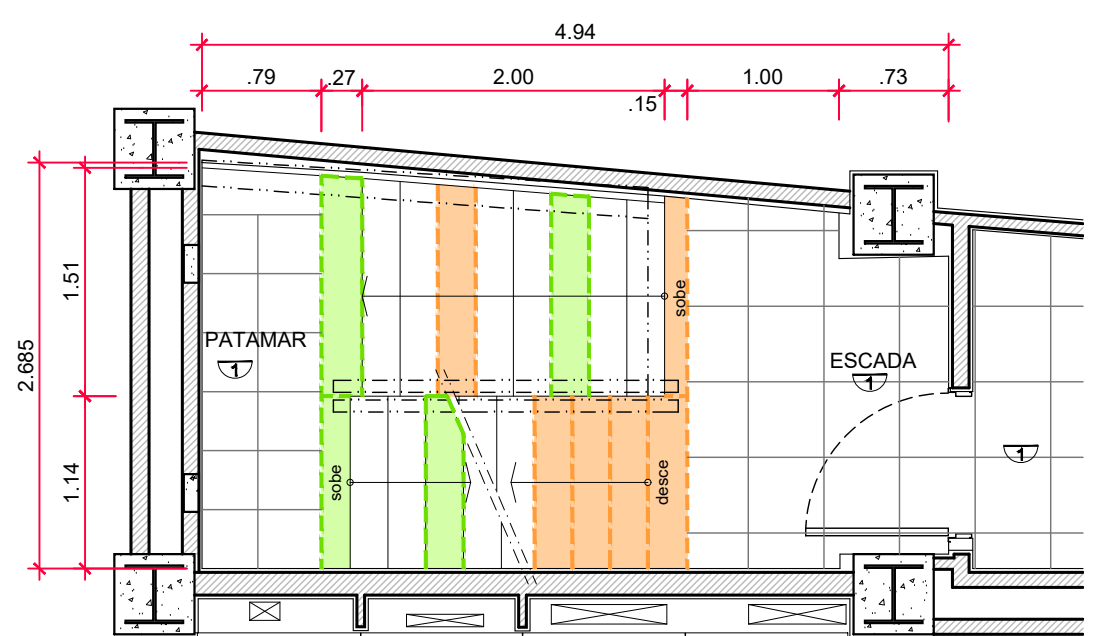 4.94
.79
.27
2.00
.15
1.00
.73
1.51
2.685
1.14
sobe
PATAMAR
1
ESCADA
1
sobe
desce
1